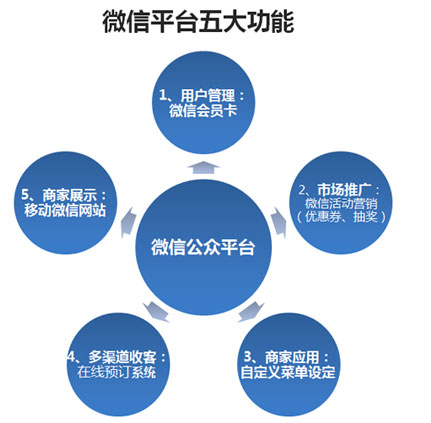 微信平台五大功能
1、用户管理：
微信会员卡
2、市场推广：
微信活动营销
（优惠券、抽奖）
微信公众平台
3、商家应用：
自定义菜单设定
4、多渠道收客：
在线预订系统
5、商家展示：
移动微信网站